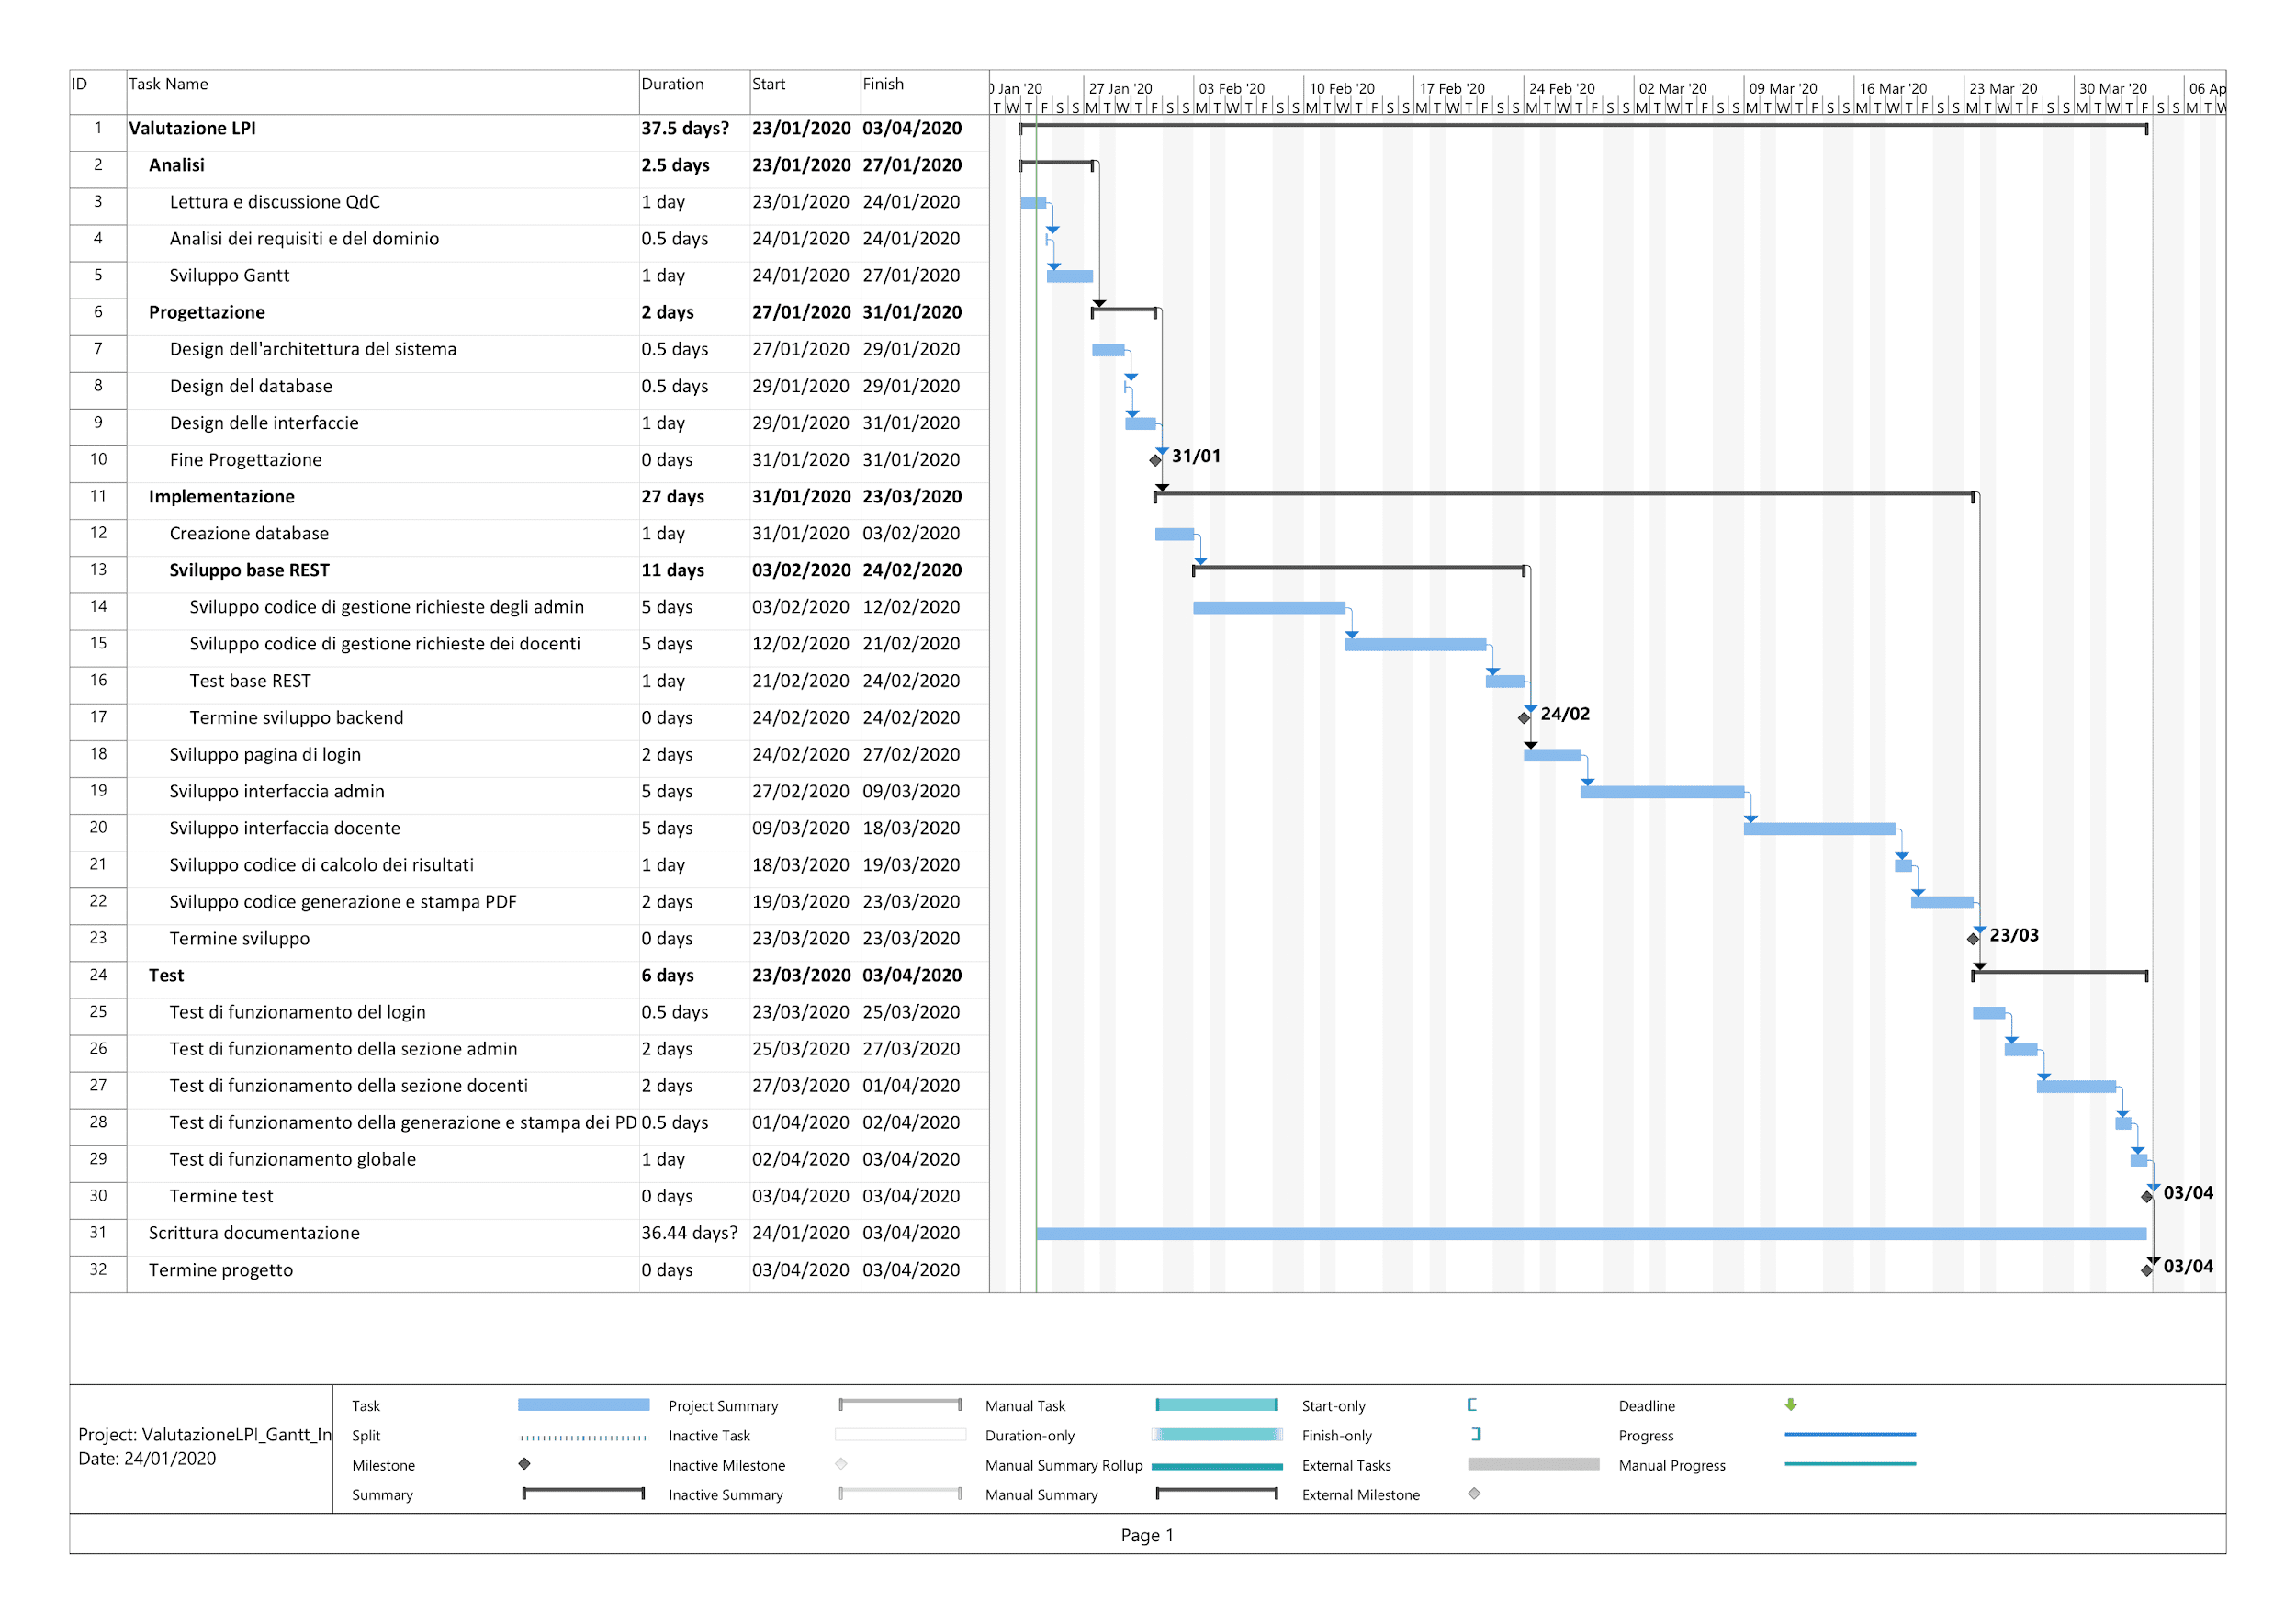 ID Task Name Duration Start Finish
0 Jan '20 27 Jan '20 03 Feb '20 10 Feb '20 17 Feb '20 24 Feb '20 02 Mar '20 09 Mar '20 16 Mar '20 23 Mar '20 30 Mar '20 06 Ap
T W T F S S M T W T F S S M T W T F S S M T W T F S S M T W T F S S M T W T F S S M T W T F S S M T W T F S S M T W T F S S M T W T F S S M T W T F S S M T W
1 Valutazione LPI 37.5 days? 23/01/2020 03/04/2020
2 Analisi 2.5 days 23/01/2020 27/01/2020
3 Lettura e discussione QdC 1 day 23/01/2020 24/01/2020
4 Analisi dei requisiti e del dominio 0.5 days 24/01/2020 24/01/2020
5 Sviluppo Gantt 1 day 24/01/2020 27/01/2020
6 Progettazione 2 days 27/01/2020 31/01/2020
7 Design dell'architettura del sistema 0.5 days 27/01/2020 29/01/2020
8 Design del database 0.5 days 29/01/2020 29/01/2020
9 Design delle interfaccie 1 day 29/01/2020 31/01/2020
10 Fine Progettazione 0 days 31/01/2020 31/01/2020 31/01
11 Implementazione 27 days 31/01/2020 23/03/2020
12 Creazione database 1 day 31/01/2020 03/02/2020
13 Sviluppo base REST 11 days 03/02/2020 24/02/2020
14 Sviluppo codice di gestione richieste degli admin 5 days 03/02/2020 12/02/2020
15 Sviluppo codice di gestione richieste dei docenti 5 days 12/02/2020 21/02/2020
16 Test base REST 1 day 21/02/2020 24/02/2020
17 Termine sviluppo backend 0 days 24/02/2020 24/02/2020 24/02
18 Sviluppo pagina di login 2 days 24/02/2020 27/02/2020
19 Sviluppo interfaccia admin 5 days 27/02/2020 09/03/2020
20 Sviluppo interfaccia docente 5 days 09/03/2020 18/03/2020
21 Sviluppo codice di calcolo dei risultati 1 day 18/03/2020 19/03/2020
22 Sviluppo codice generazione e stampa PDF 2 days 19/03/2020 23/03/2020
23 Termine sviluppo 0 days 23/03/2020 23/03/2020 23/03
24 Test 6 days 23/03/2020 03/04/2020
25 Test di funzionamento del login 0.5 days 23/03/2020 25/03/2020
26 Test di funzionamento della sezione admin 2 days 25/03/2020 27/03/2020
27 Test di funzionamento della sezione docenti 2 days 27/03/2020 01/04/2020
28 Test di funzionamento della generazione e stampa dei PD 0.5 days 01/04/2020 02/04/2020
29 Test di funzionamento globale 1 day 02/04/2020 03/04/2020
30 Termine test 0 days 03/04/2020 03/04/2020 03/04
31 Scrittura documentazione 36.44 days? 24/01/2020 03/04/2020
32 Termine progetto 0 days 03/04/2020 03/04/2020 03/04
Project: ValutazioneLPI_Gantt_In
Date: 24/01/2020
Task Project Summary Manual Task Start-only Deadline
Split Inactive Task Duration-only Finish-only Progress
Milestone Inactive Milestone Manual Summary Rollup External Tasks Manual Progress
Summary Inactive Summary Manual Summary External Milestone
Page 1